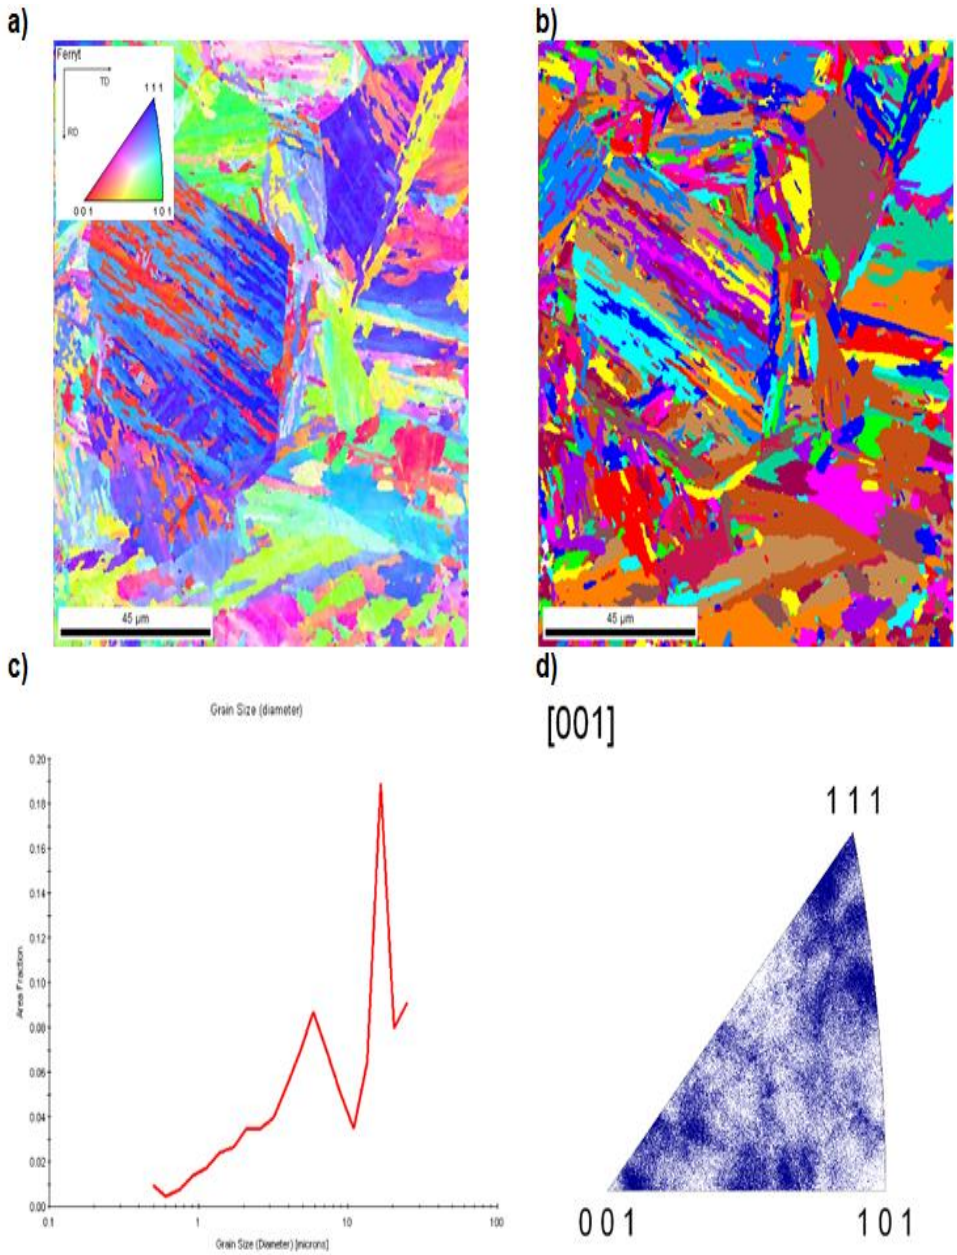 a)
b)
Ferryt
TD
RD
1 1 1
0 0 1
1 0 1
45 µm
45 µm
c)
d)
Grain Size (diameter)
[001]
0.20
0.18
0.16
0.14
0.12
0.10
0.08
0.06
0.04
0.02
0.00
Area Fraction
0.1
1
10
100
Grain Size (Diameter) [microns]
1 1 1
0 0 1
1 0 1